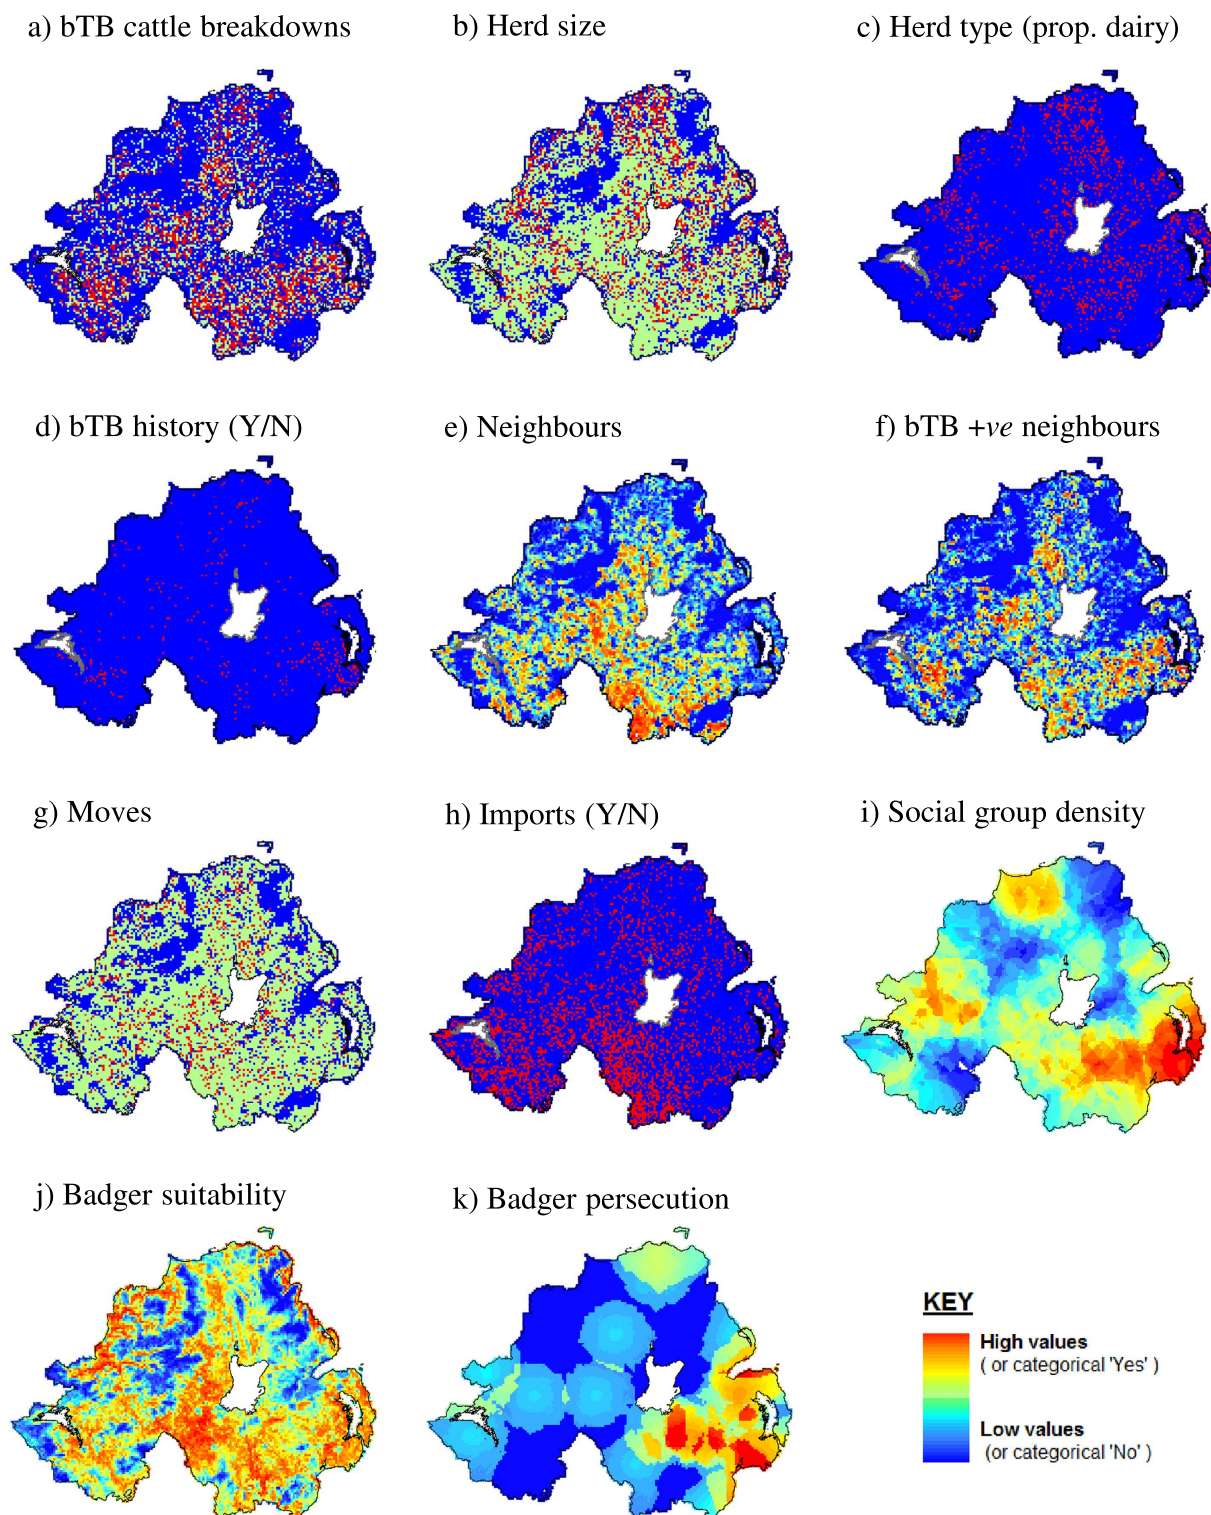 a) bTB cattle breakdowns
b) Herd size
c) Herd type (prop. dairy)
d) bTB history (Y/N)
e) Neighbours
f) bTB +ve neighbours
g) Moves
h) Imports (Y/N)
i) Social group density
j) Badger suitability
k) Badger persecution
KEY
High values
( or categorical 'Yes' )
Low values
(or categorical 'No' )